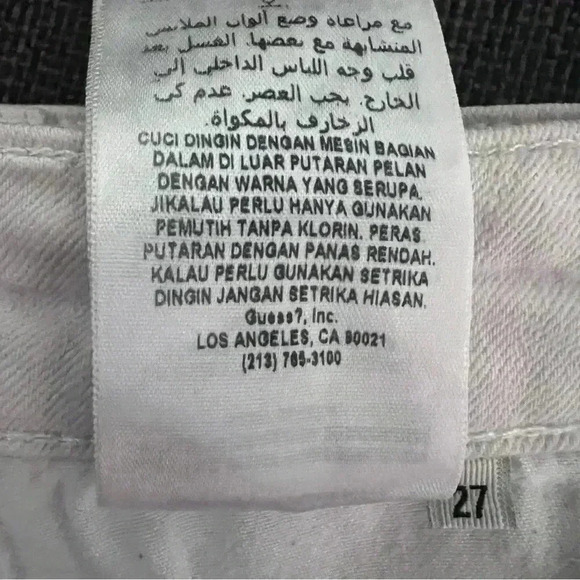 مع مراعاة وضع ألوان الملابس
المتشابهة مع بعضها. الغسل بعد
قلب وجه اللباس الداخلي إلى
الخارج. يجب العصر. عدم كي
الزخارف بالمكواة.
CUCI DINGIN DENGAN MESIN BAGIAN
DALAM DI LUAR PUTARAN PELAN
DENGAN WARNA YANG SERUPA.
JIKALAU PERLU HANYA GUNAKAN
PEMUTIH TANPA KLORIN. PERAS
PUTARAN DENGAN PANAS RENDAH.
KALAU PERLU GUNAKAN SETRIKA
DINGIN JANGAN SETRIKA HIASAN.
Guess?, Inc.
LOS ANGELES, CA 90021
(213) 765-3100
27